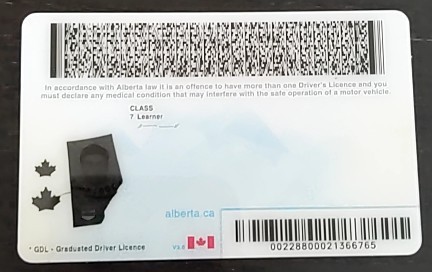 In accordance with Alberta law it is an offence to have more than one Driver's Licence and you
must declare any medical condition that may interfere with the safe operation of a motor vehicle.
CLASS
7 Learner
alberta.ca
* GDL - Graduated Driver Licence
V3.6
00228800021366765